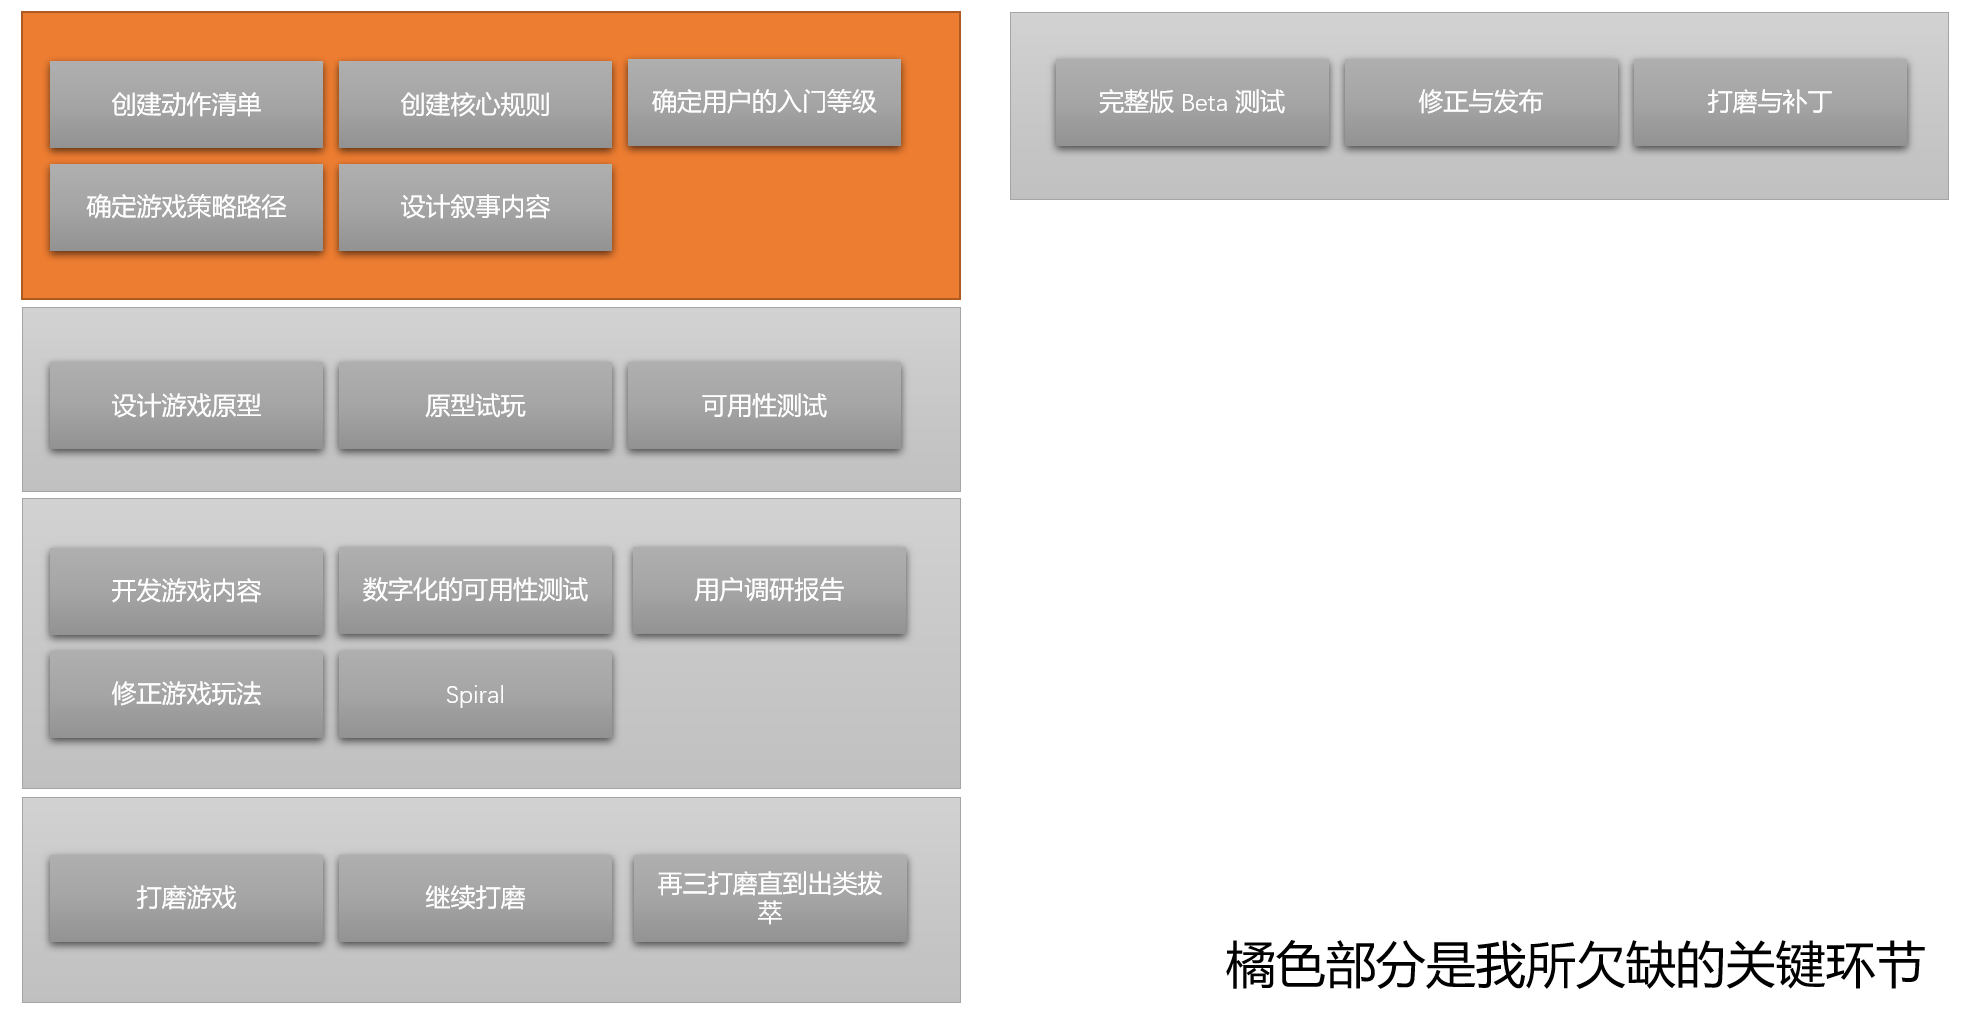 创建动作清单
创建核心规则
确定用户的入门等级
确定游戏策略路径
设计叙事内容
设计游戏原型
原型试玩
可用性测试
开发游戏内容
数字化的可用性测试
用户调研报告
修正游戏玩法
Spiral
打磨游戏
继续打磨
再三打磨直到出类拔
萃
完整版 Beta 测试
修正与发布
打磨与补丁
橘色部分是我所欠缺的关键环节